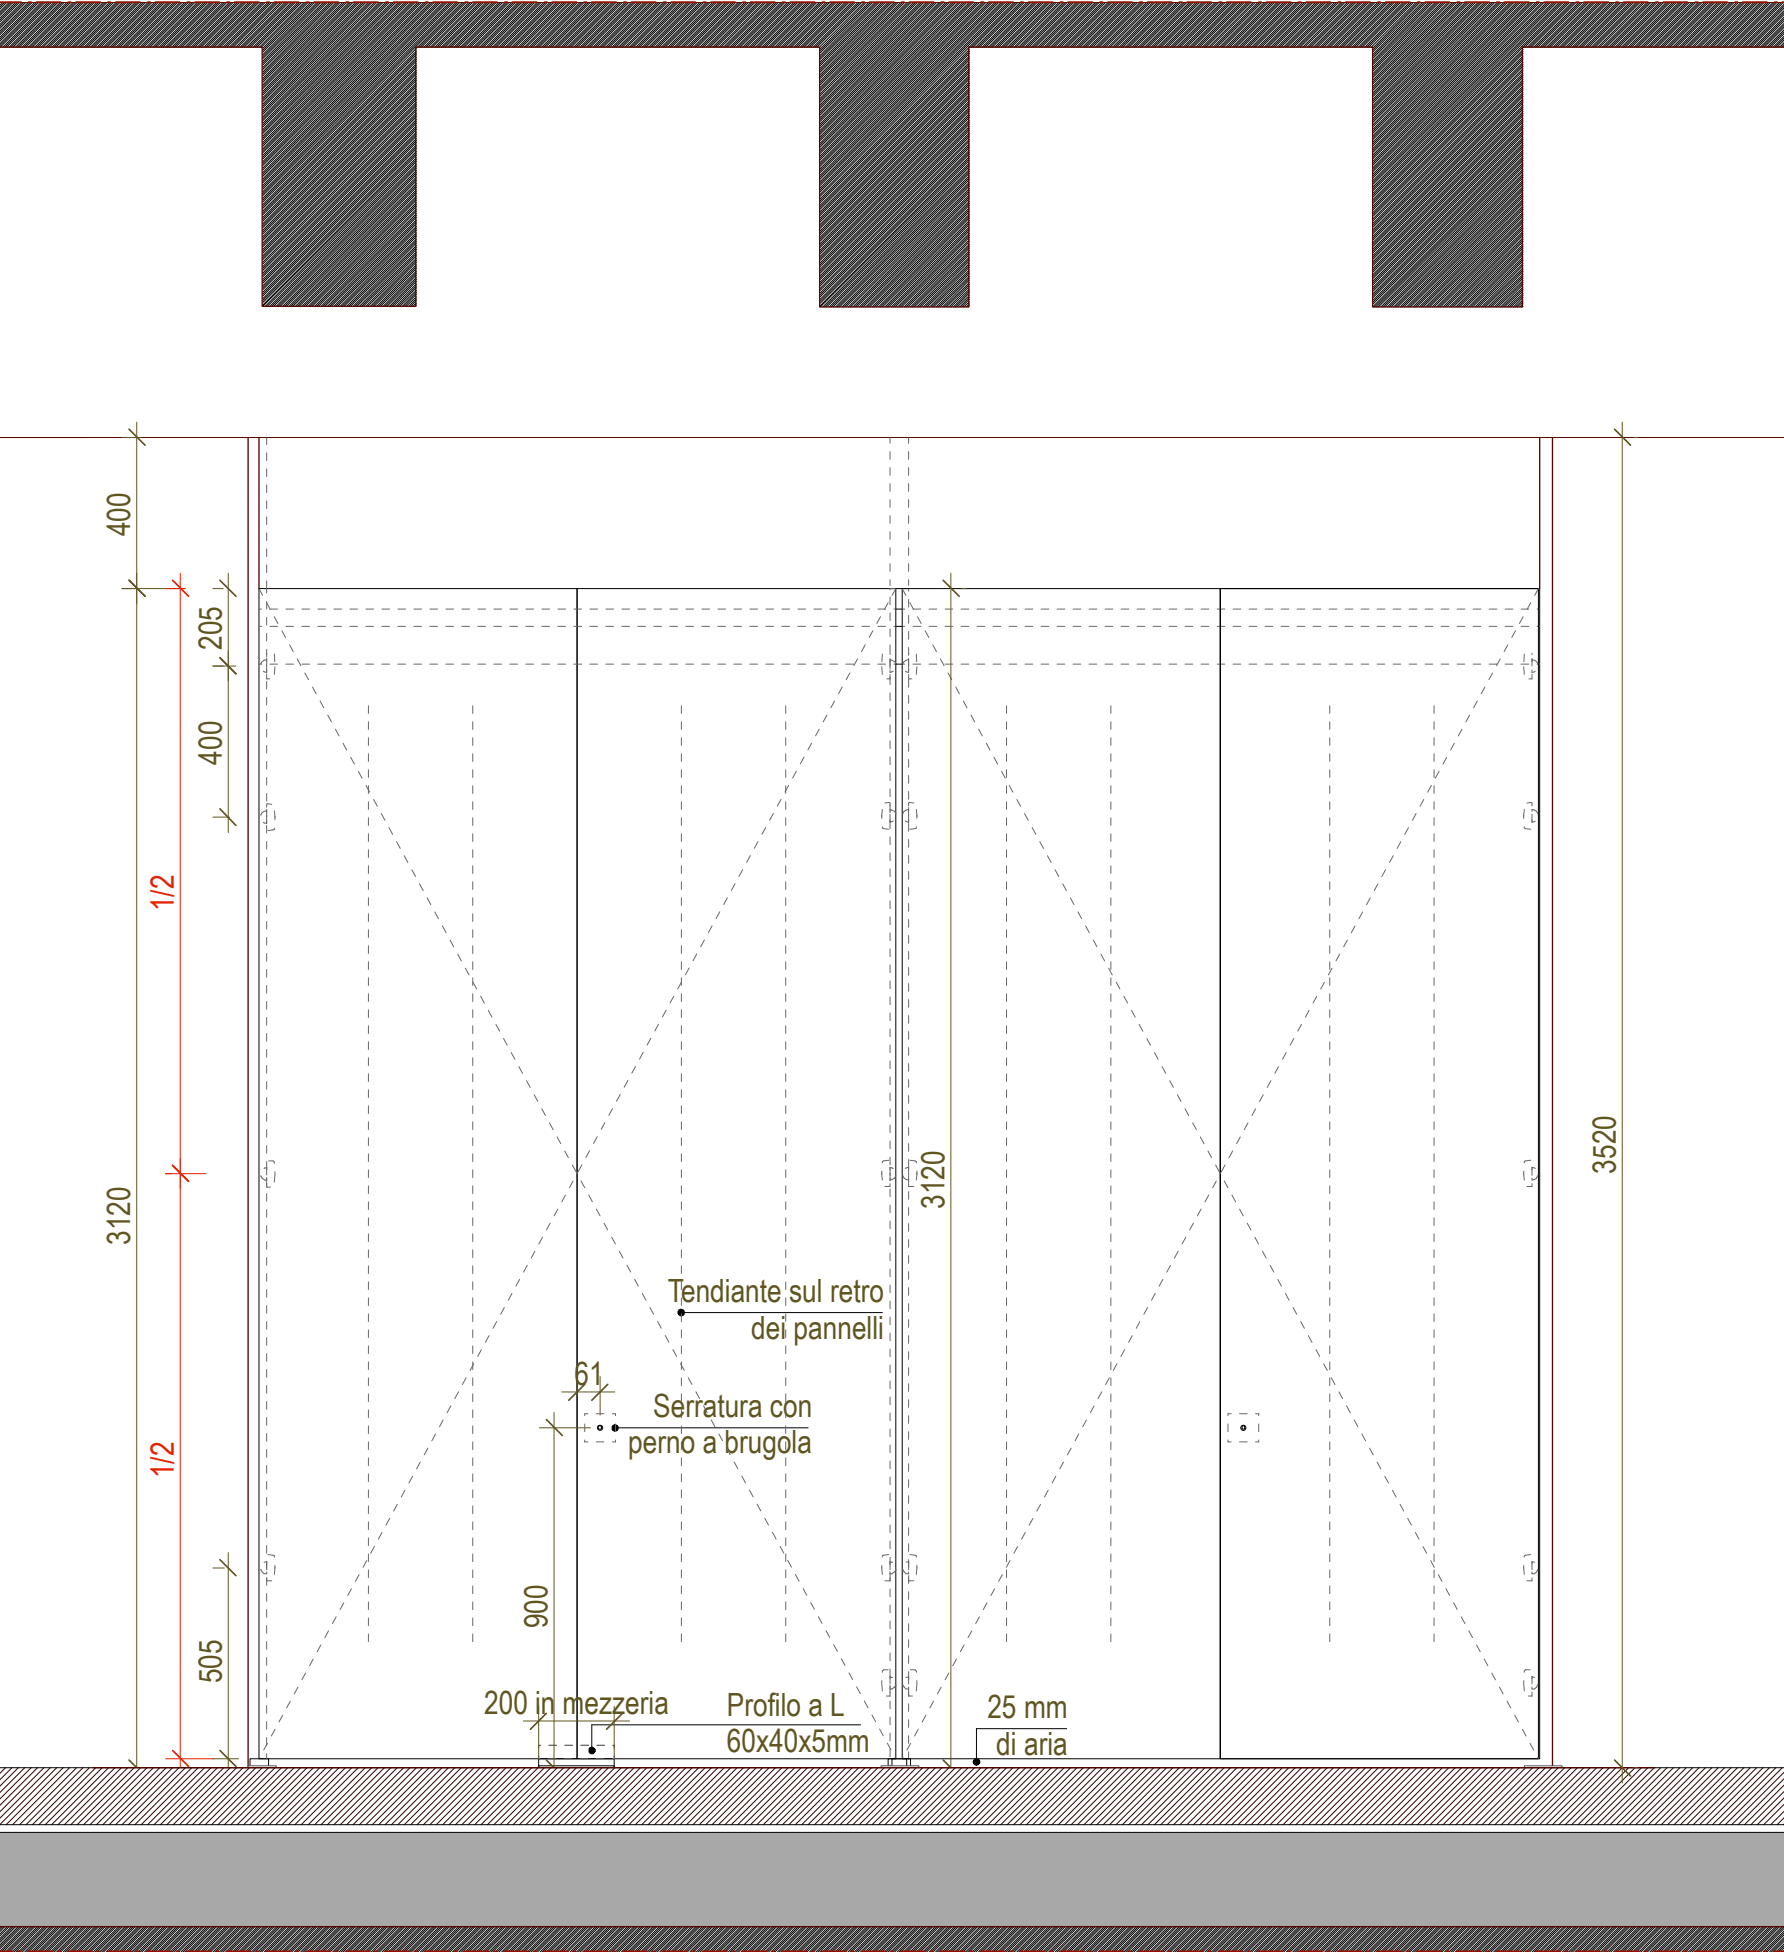 400
205
400
1/2
3120
3120
3520
Tendiante sul retro
dei pannelli
61
Serratura con
perno a brugola
1/2
900
505
200 in mezzeria
Profilo a L
60x40x5mm
25 mm
di aria